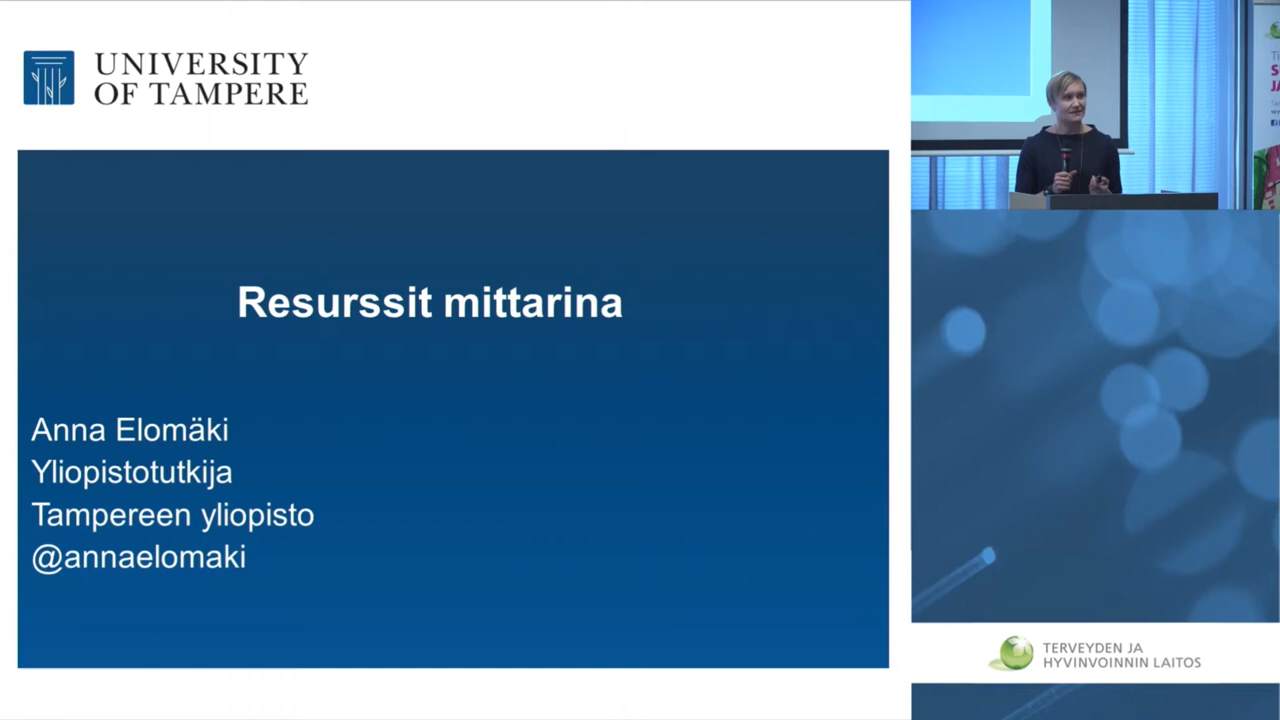 UNIVERSITY
OF TAMPERE
Resurssit mittarina
Anna Elomäki
Yliopistotutkija
Tampereen yliopisto
@annaelomaki
TERVEYDEN JA
HYVINVOINNIN LAITOS